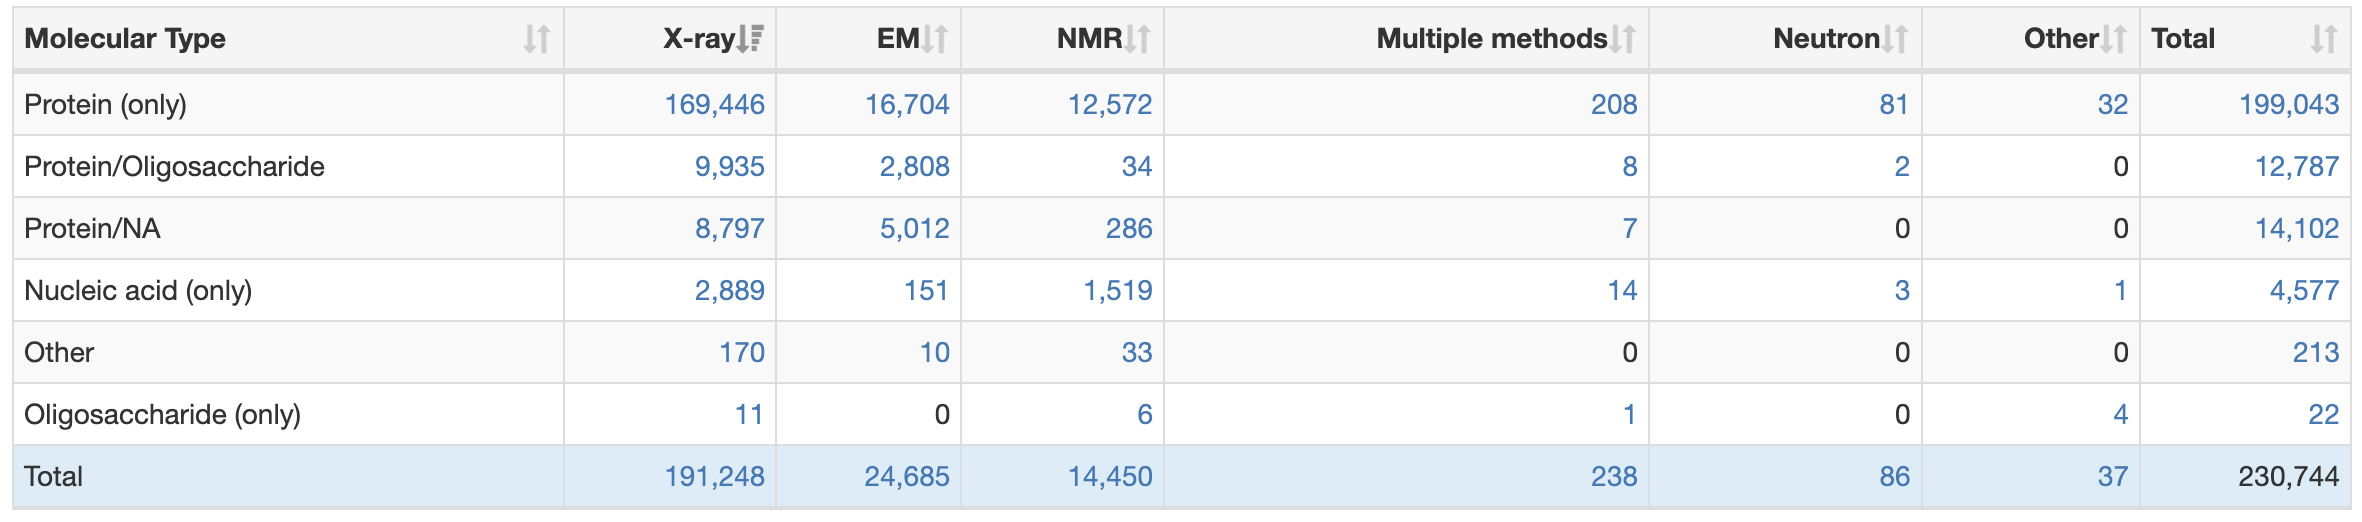 Molecular Type X-ray EM NMR Multiple methods Neutron Other Total
Protein (only) 169,446 16,704 12,572 208 81 32 199,043
Protein/Oligosaccharide 9,935 2,808 34 8 2 0 12,787
Protein/NA 8,797 5,012 286 7 0 0 14,102
Nucleic acid (only) 2,889 151 1,519 14 3 1 4,577
Other 170 10 33 0 0 0 213
Oligosaccharide (only) 11 0 6 1 0 4 22
Total 191,248 24,685 14,450 238 86 37 230,744